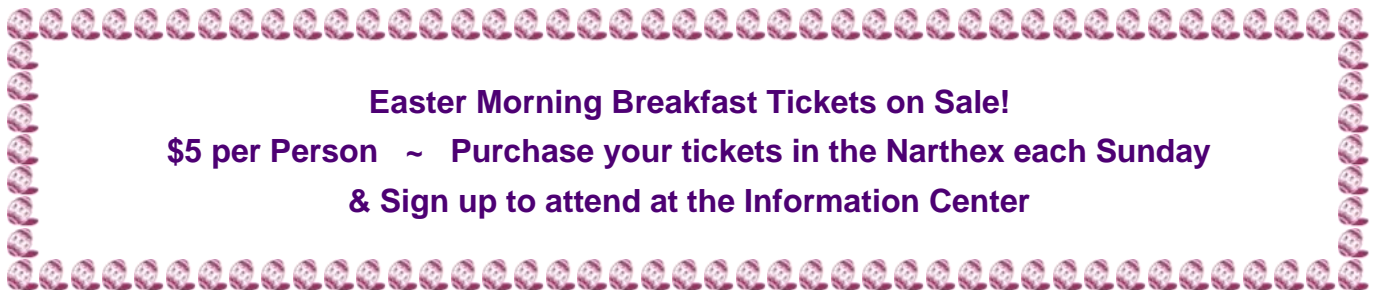 Easter Morning Breakfast Tickets on Sale!
$5 per Person ~ Purchase your tickets in the Narthex each Sunday
& Sign up to attend at the Information Center